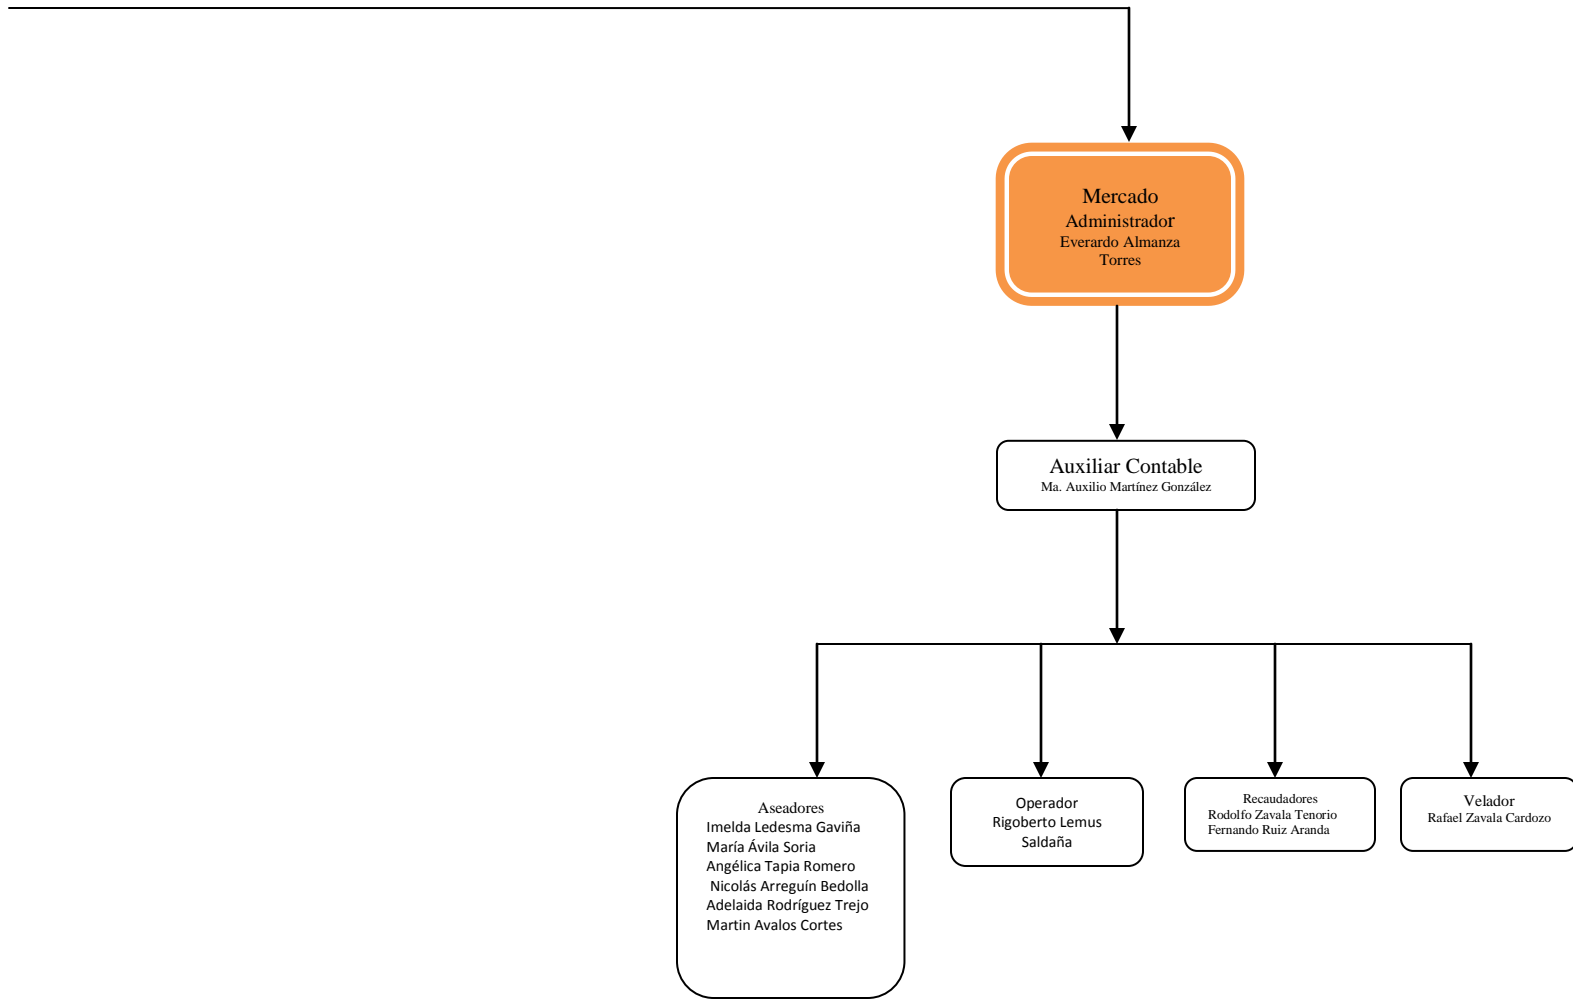 Mercado
Administrador
Everardo Almanza
Torres
Auxiliar Contable
Ma. Auxilio Martínez González
Aseadores
Imelda Ledesma Gaviña
María Ávila Soria
Angélica Tapia Romero
Nicolás Arreguín Bedolla
Adelaida Rodríguez Trejo
Martin Avalos Cortes
Operador
Rigoberto Lemus
Saldaña
Recaudadores
Rodolfo Zavala Tenorio
Fernando Ruiz Aranda
Velador
Rafael Zavala Cardozo